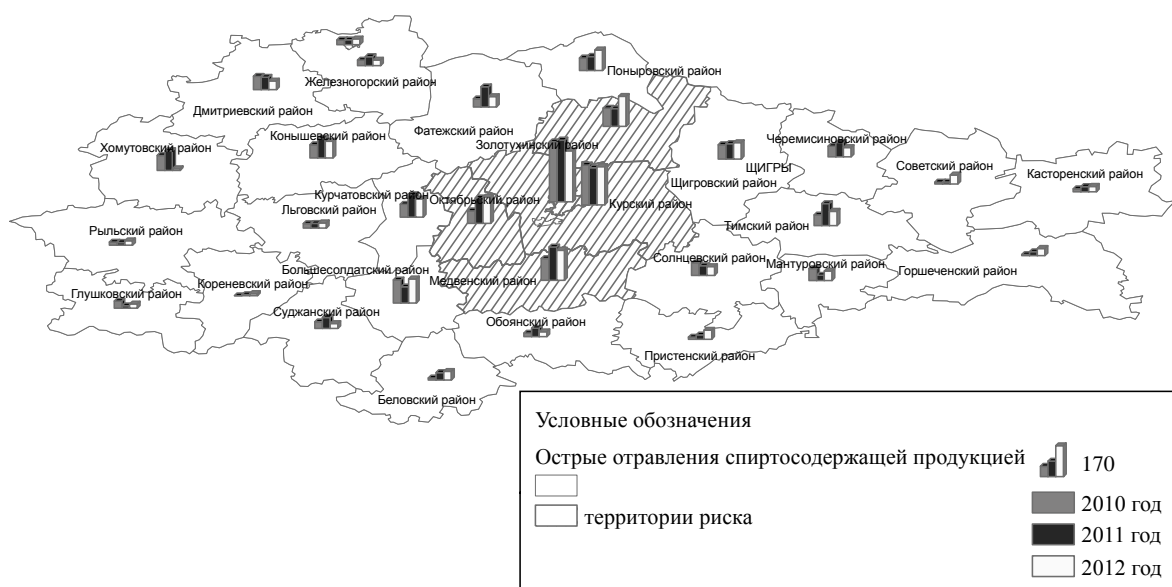 Поныровский район
Железногорский район
Дмитриевский район
Фатежский район
Конышевский район
Золотухинский район
Черемисиновский район
Хомутовский район
ЩИГРЫ
Советский район
Касторенский район
Щигровский район
Курчатовский район
Октябрьский район
Курский район
Льговский район
Тимский район
Рыльский район
Солнцевский район
Мантуровский район
Большесолдатский район
Медвенский район
Горшеченский район
Кореневский район
Глушковский район
Суджанский район
Обоянский район
Пристенский район
Беловский район
Условные обозначения
Острые отравления спиртосодержащей продукцией
170
территории риска
2010 год
2011 год
2012 год